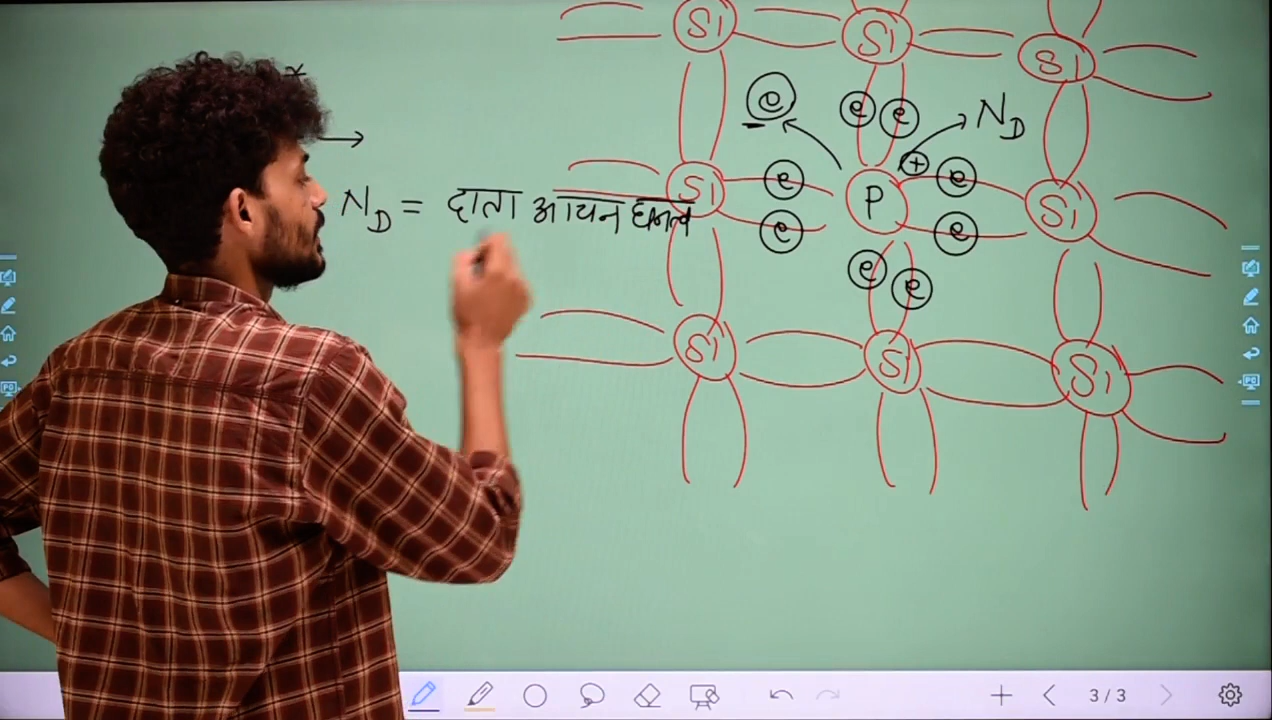 Si Si Si
e e e N_D
Si e P + e Si
N_D = दाता आयन घनत्व
e e
e e
Si Si Si
3/3